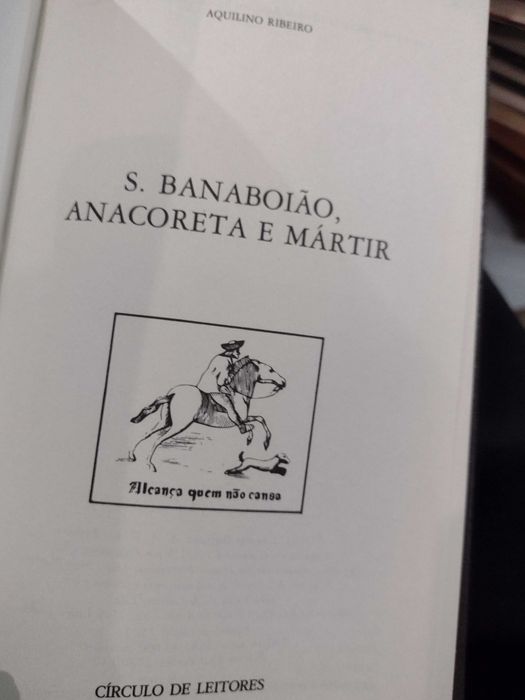 AQUILINO RIBEIRO
S. BANABOIÃO,
ANACORETA E MÁRTIR
Alcança quem não cansa
CÍRCULO DE LEITORES